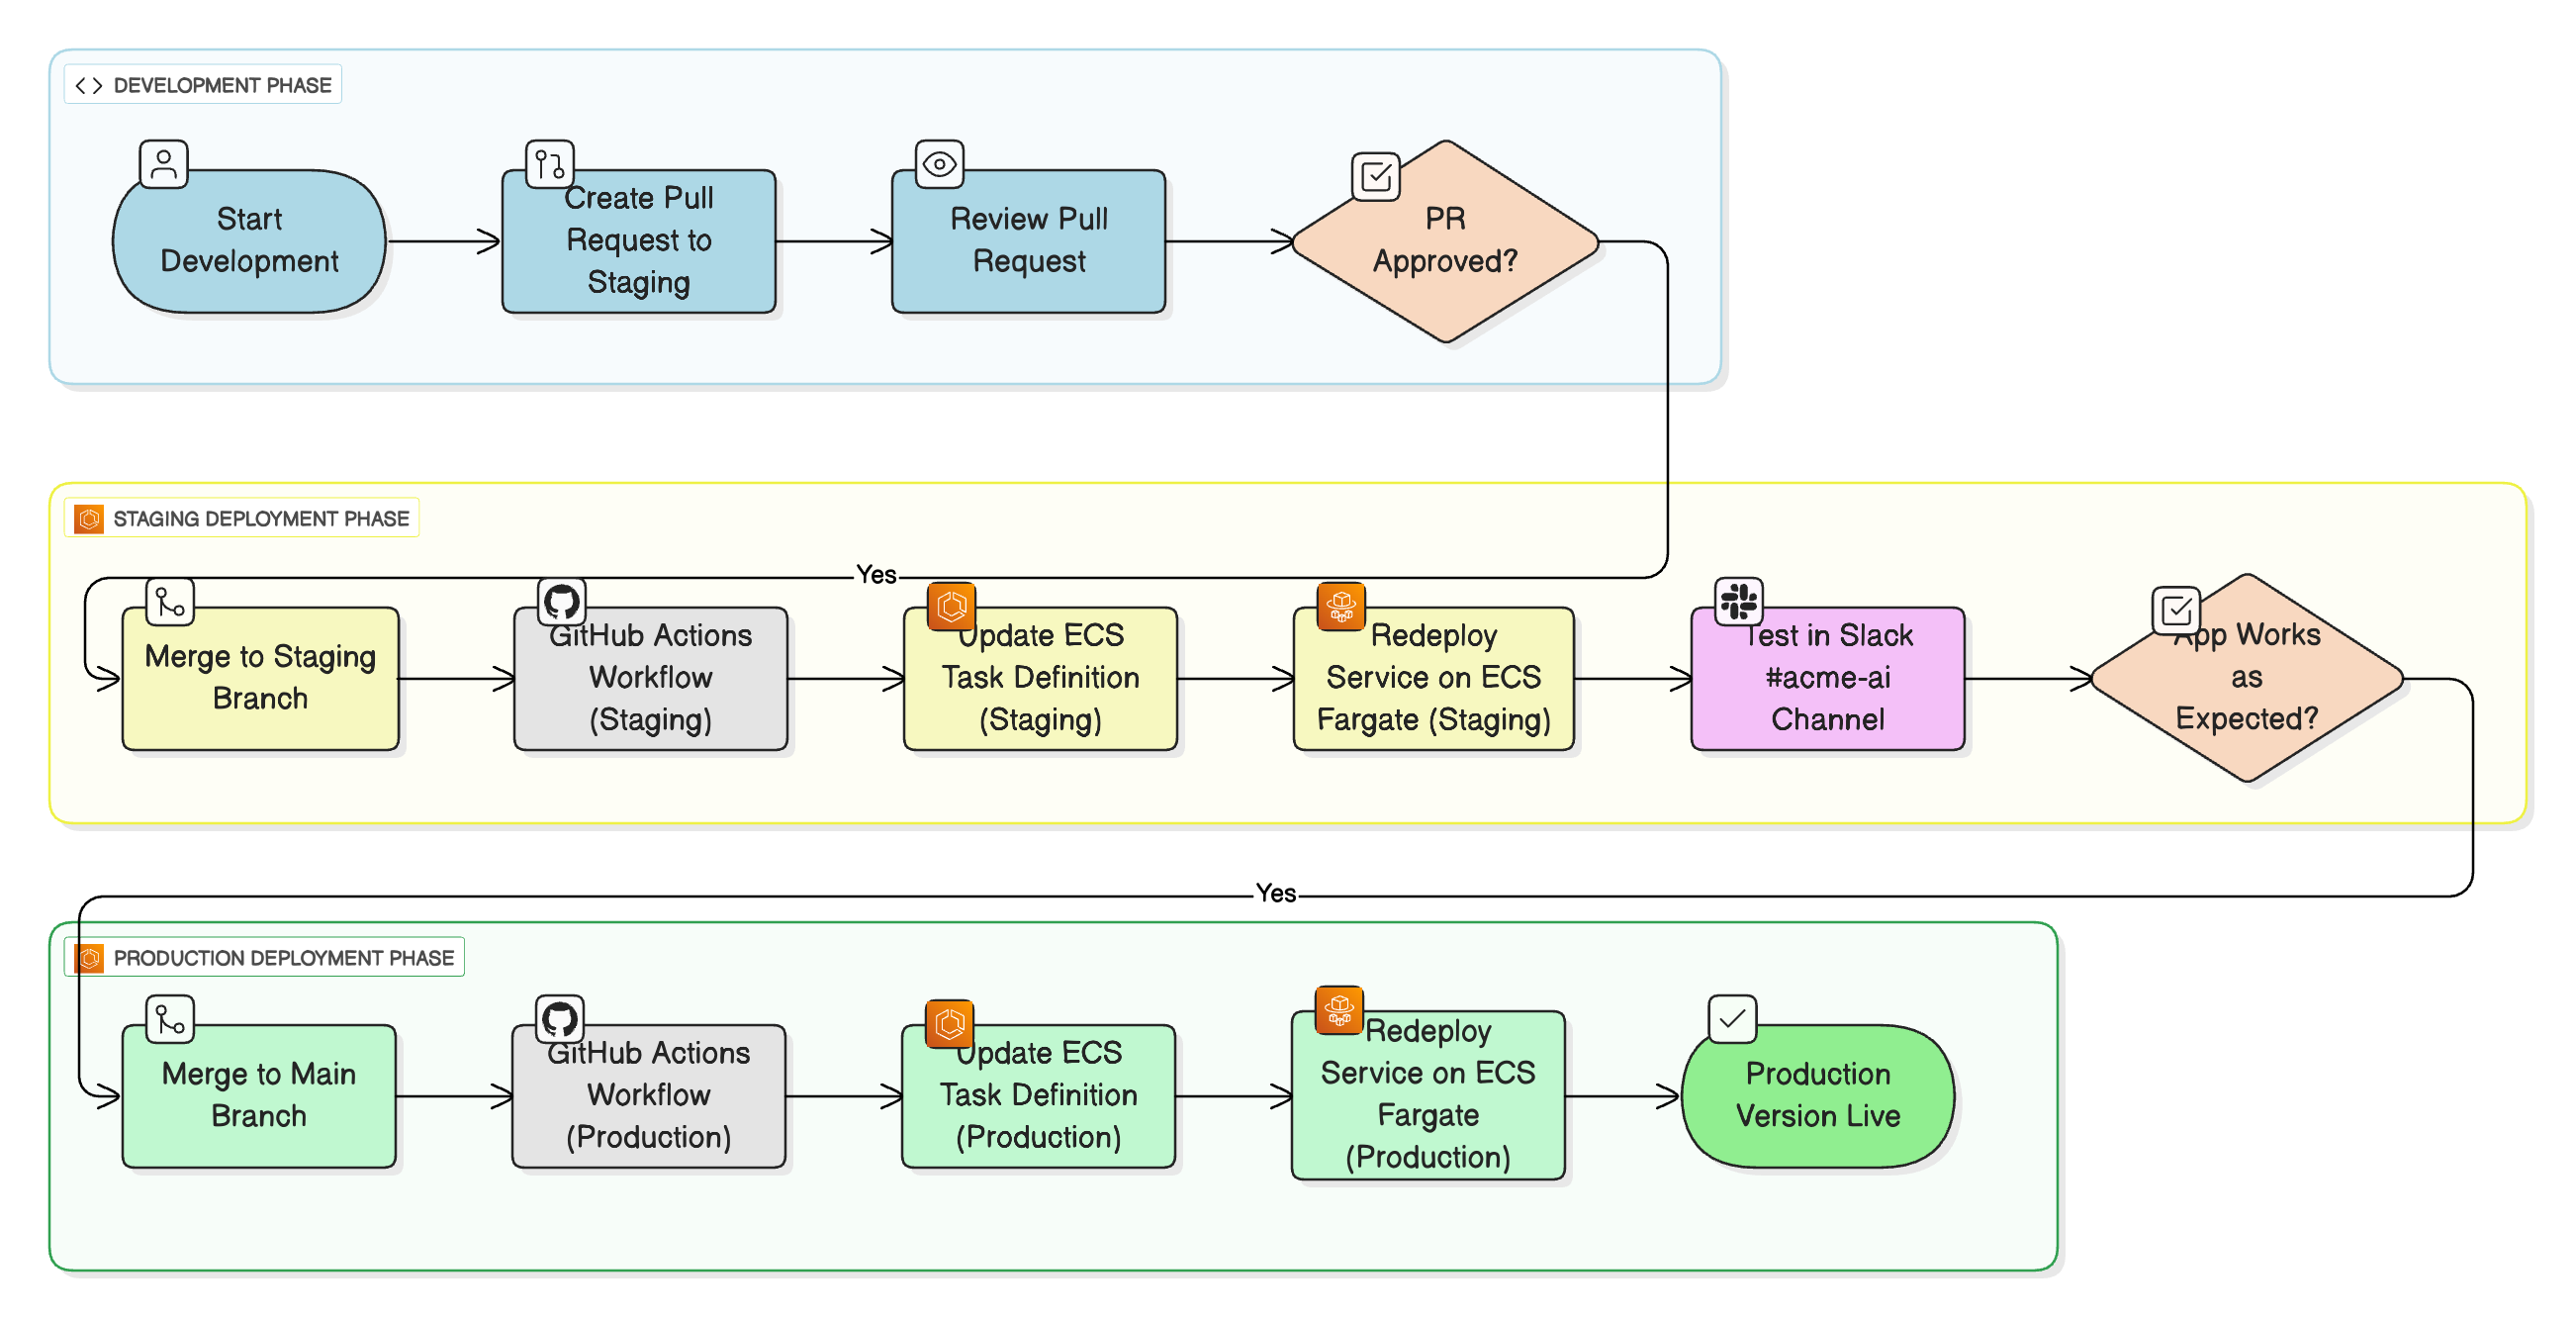 DEVELOPMENT PHASE
Start
Development
Create Pull
Request to
Staging
Review Pull
Request
PR
Approved?
STAGING DEPLOYMENT PHASE
Yes
Merge to Staging
Branch
GitHub Actions
Workflow
(Staging)
Update ECS
Task Definition
(Staging)
Redeploy
Service on ECS
Fargate (Staging)
Test in Slack
#acme-ai
Channel
App Works
as
Expected?
Yes
PRODUCTION DEPLOYMENT PHASE
Merge to Main
Branch
GitHub Actions
Workflow
(Production)
Update ECS
Task Definition
(Production)
Redeploy
Service on ECS
Fargate
(Production)
Production
Version Live